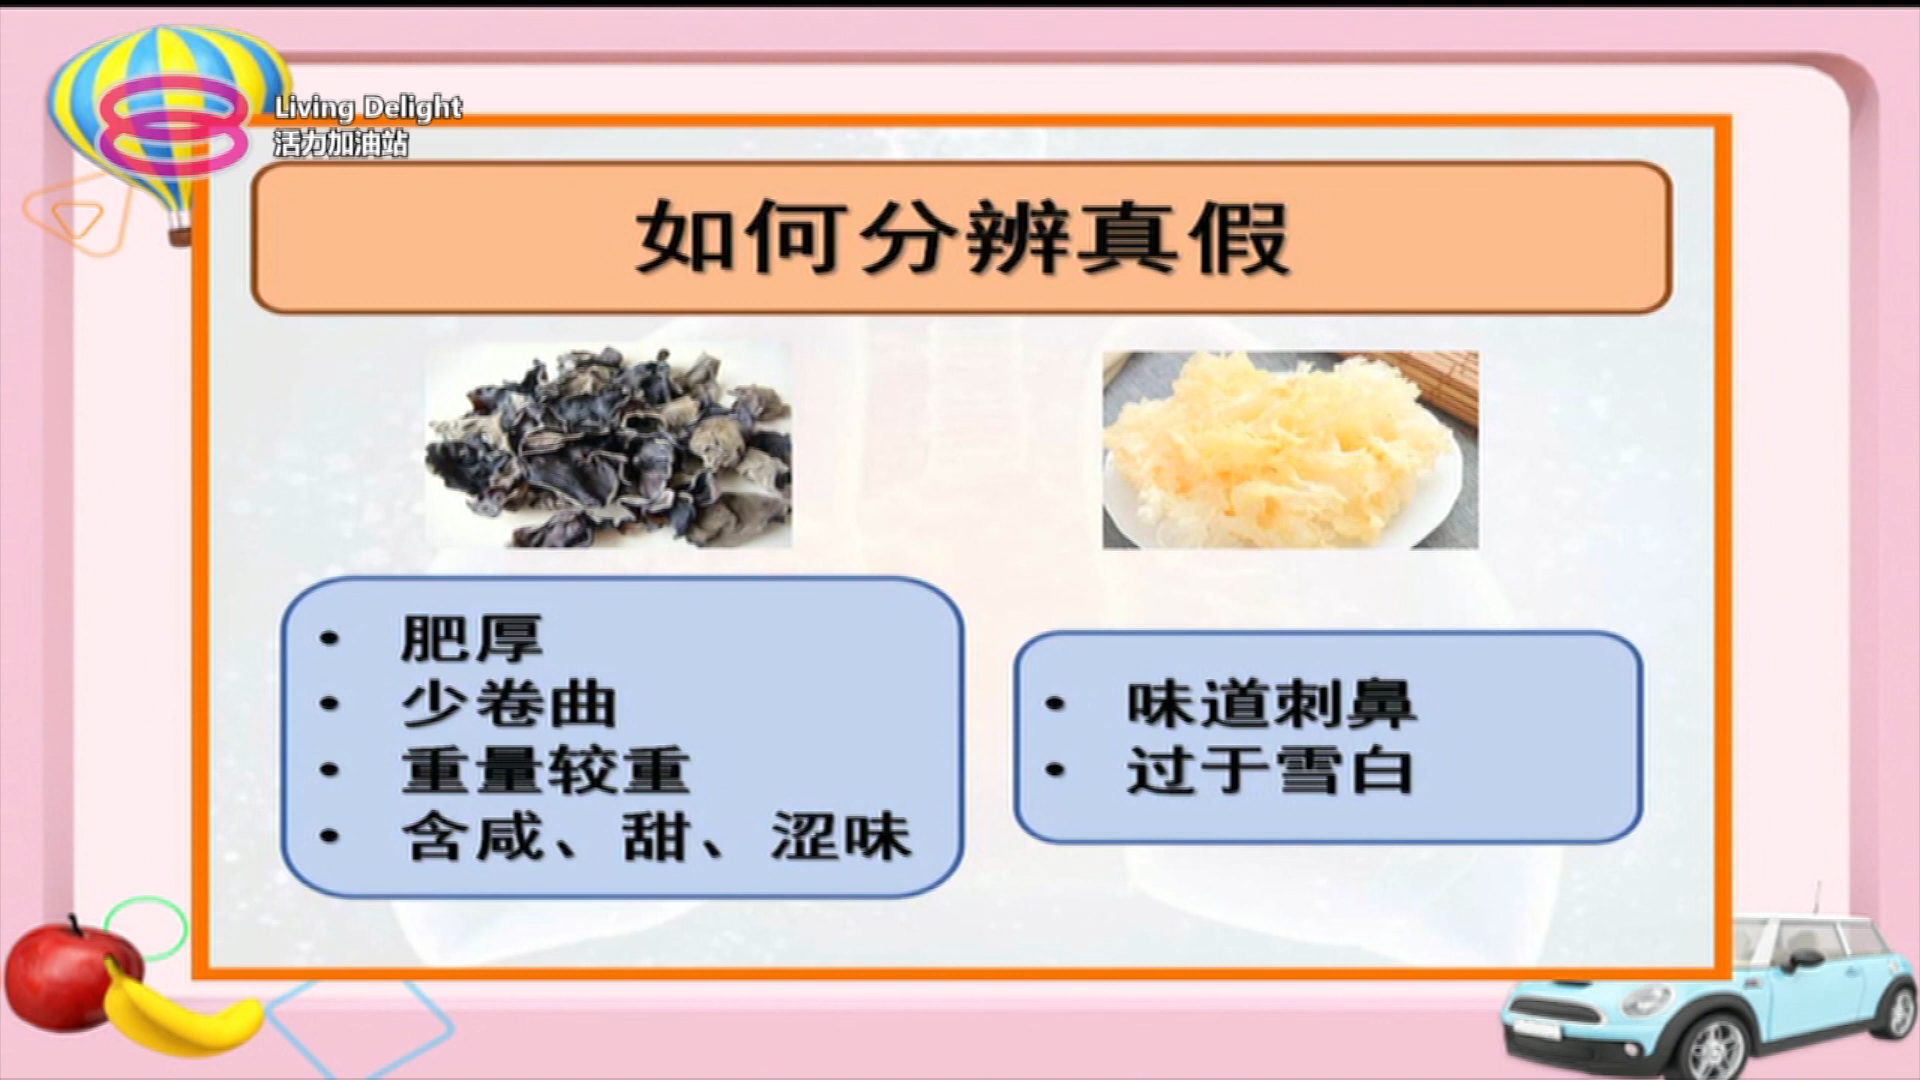 Living Delight
活力加油站
如何分辨真假
• 肥厚
• 少卷曲
• 重量较重
• 含咸、甜、涩味
• 味道刺鼻
• 过于雪白